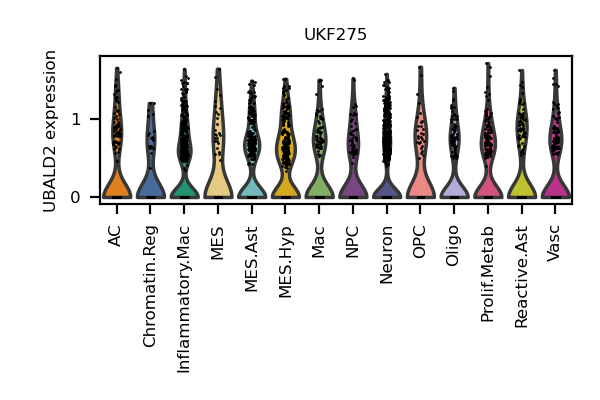 UKF275
UBALD2 expression
1
0
AC
Chromatin.Reg
Inflammatory.Mac
MES
MES.Ast
MES.Hyp
Mac
NPC
Neuron
OPC
Oligo
Prolif.Metab
Reactive.Ast
Vasc